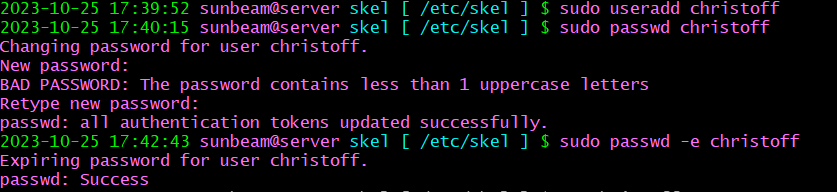 2023-10-25 17:39:52 sunbeam@server skel [ /etc/skel ] $ sudo useradd christoff
2023-10-25 17:40:15 sunbeam@server skel [ /etc/skel ] $ sudo passwd christoff
Changing password for user christoff.
New password:
BAD PASSWORD: The password contains less than 1 uppercase letters
Retype new password:
passwd: all authentication tokens updated successfully.
2023-10-25 17:42:43 sunbeam@server skel [ /etc/skel ] $ sudo passwd -e christoff
Expiring password for user christoff.
passwd: Success